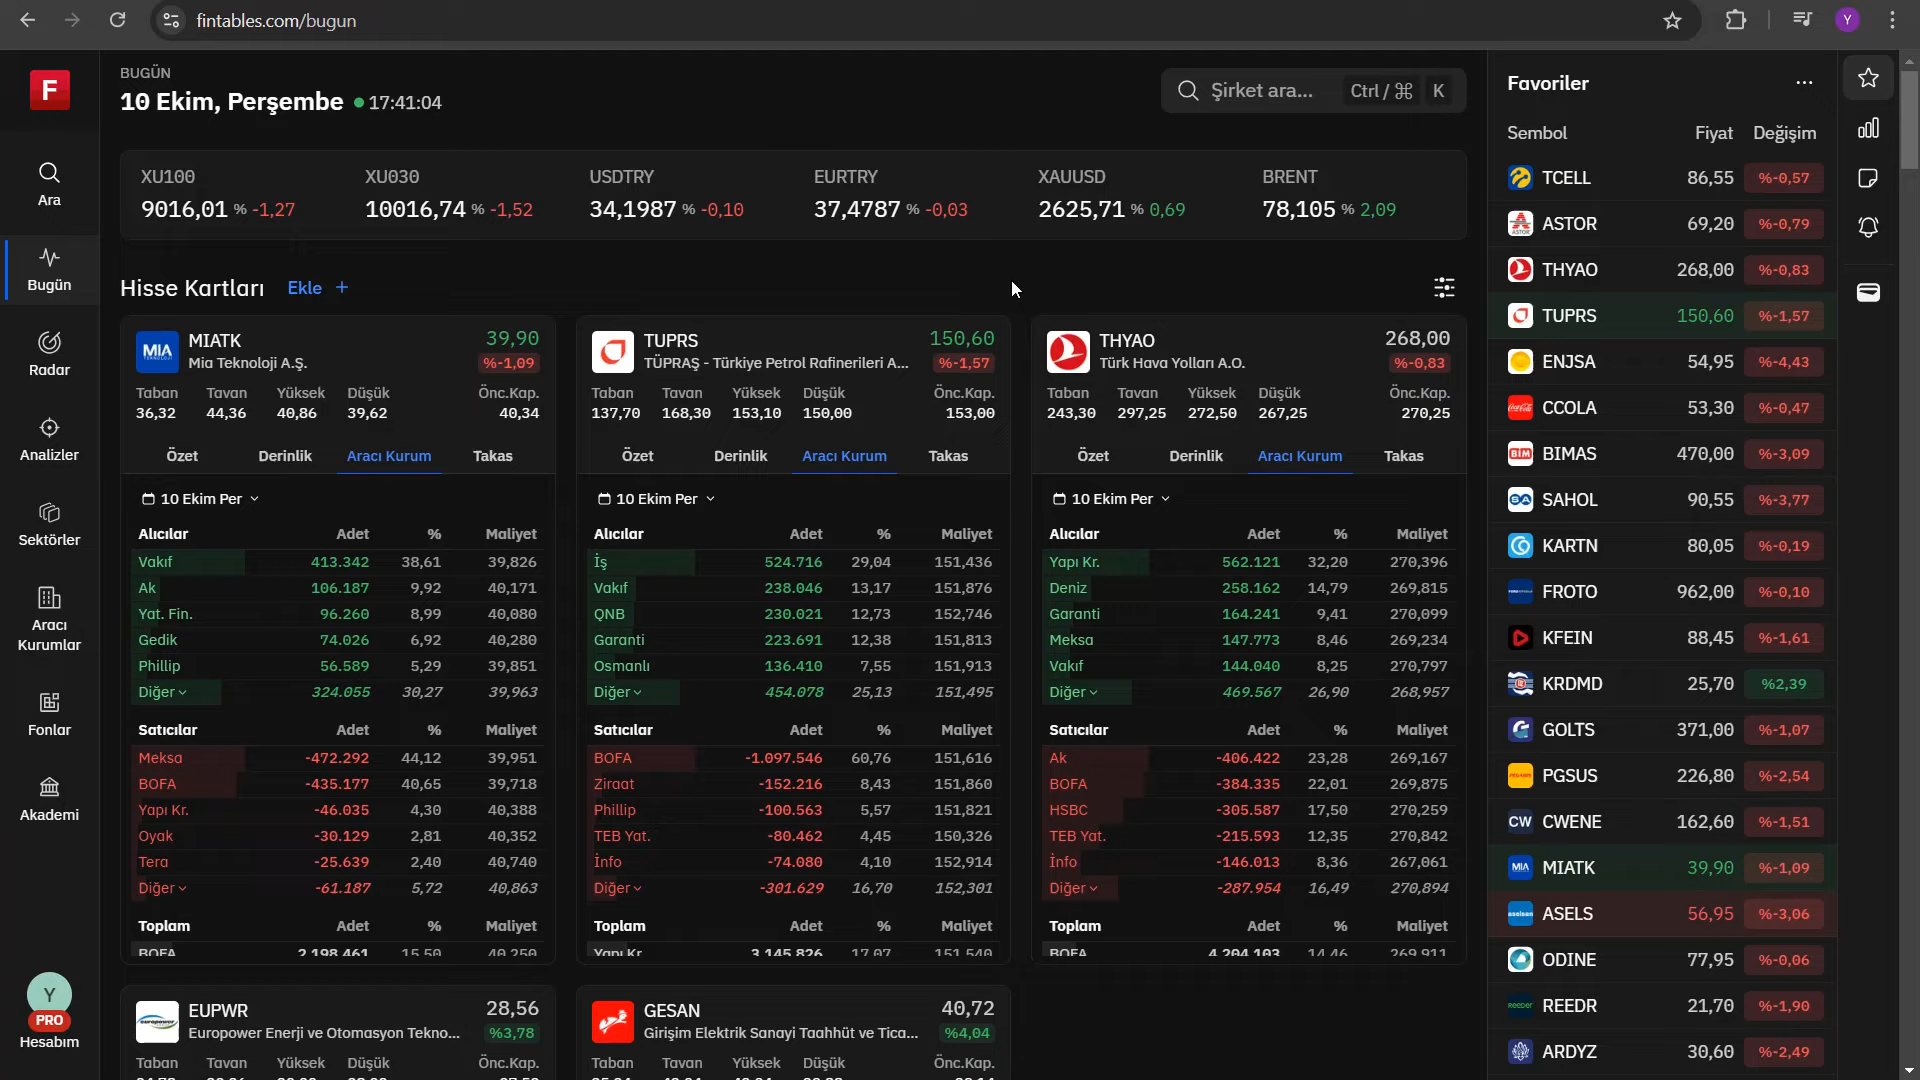 fintables.com/bugun
Y
F
BUGÜN
10 Ekim, Perşembe 17:41:04
Şirket ara... Ctrl / ⌘ K
XU100 XU030 USDTRY EURTRY XAUUSD BRENT
9016,01 % -1,27 10016,74 % -1,52 34,1987 % -0,10 37,4787 % -0,03 2625,71 % 0,69 78,105 % 2,09
Ara
Bugün
Radar
Analizler
Sektörler
Aracı
Kurumlar
Fonlar
Akademi
Y
PRO
Hesabım
Hisse Kartları Ekle +
MIA
MIATK 39,90
Mia Teknoloji A.Ş. %-1,09
Taban Tavan Yüksek Düşük Önc.Kap.
36,32 44,36 40,86 39,62 40,34
Özet Derinlik Aracı Kurum Takas
10 Ekim Per
Alıcılar Adet % Maliyet
Vakıf 413.342 38,61 39,826
Ak 106.187 9,92 40,171
Yat. Fin. 96.260 8,99 40,080
Gedik 74.026 6,92 40,280
Phillip 56.589 5,29 39,851
Diğer 324.055 30,27 39,963
Satıcılar Adet % Maliyet
Meksa -472.292 44,12 39,951
BOFA -435.177 40,65 39,718
Yapı Kr. -46.035 4,30 40,388
Oyak -30.129 2,81 40,352
Tera -25.639 2,40 40,740
Diğer -61.187 5,72 40,863
Toplam Adet % Maliyet
BOFA 2.198.461 15,50 40,250
TUPRS 150,60
TÜPRAŞ - Türkiye Petrol Rafinerileri A... %-1,57
Taban Tavan Yüksek Düşük Önc.Kap.
137,70 168,30 153,10 150,00 153,00
Özet Derinlik Aracı Kurum Takas
10 Ekim Per
Alıcılar Adet % Maliyet
İş 524.716 29,04 151,436
Vakıf 238.046 13,17 151,876
QNB 230.021 12,73 152,746
Garanti 223.691 12,38 151,813
Osmanlı 136.410 7,55 151,913
Diğer 454.078 25,13 151,495
Satıcılar Adet % Maliyet
BOFA -1.097.546 60,76 151,616
Ziraat -152.216 8,43 151,860
Phillip -100.563 5,57 151,821
TEB Yat. -80.462 4,45 150,326
İnfo -74.080 4,10 152,914
Diğer -301.629 16,70 152,301
Toplam Adet % Maliyet
Yapı Kr. 3.145.826 17,07 151,540
THYAO 268,00
Türk Hava Yolları A.O. %-0,83
Taban Tavan Yüksek Düşük Önc.Kap.
243,30 297,25 272,50 267,25 270,25
Özet Derinlik Aracı Kurum Takas
10 Ekim Per
Alıcılar Adet % Maliyet
Yapı Kr. 562.121 32,20 270,396
Deniz 258.162 14,79 269,815
Garanti 164.241 9,41 270,099
Meksa 147.773 8,46 269,234
Vakıf 144.040 8,25 270,797
Diğer 469.567 26,90 268,957
Satıcılar Adet % Maliyet
Ak -406.422 23,28 269,167
BOFA -384.335 22,01 269,875
HSBC -305.587 17,50 270,259
TEB Yat. -215.593 12,35 270,842
İnfo -146.013 8,36 267,061
Diğer -287.954 16,49 270,894
Toplam Adet % Maliyet
BOFA 4.204.103 14,46 269,911
EUPWR 28,56
Europower Enerji ve Otomasyon Tekno... %3,78
Taban Tavan Yüksek Düşük Önc.Kap.
GESAN 40,72
Girişim Elektrik Sanayi Taahhüt ve Tica... %4,04
Taban Tavan Yüksek Düşük Önc.Kap.
Favoriler ...
Sembol Fiyat Değişim
TCELL 86,55 %-0,57
ASTOR 69,20 %-0,79
THYAO 268,00 %-0,83
TUPRS 150,60 %-1,57
ENJSA 54,95 %-4,43
CCOLA 53,30 %-0,47
BIMAS 470,00 %-3,09
SAHOL 90,55 %-3,77
KARTN 80,05 %-0,19
FROTO 962,00 %-0,10
KFEIN 88,45 %-1,61
KRDMD 25,70 %2,39
GOLTS 371,00 %-1,07
PGSUS 226,80 %-2,54
CW CWENE 162,60 %-1,51
MIA MIATK 39,90 %-1,09
ASELS 56,95 %-3,06
ODINE 77,95 %-0,06
REEDR 21,70 %-1,90
ARDYZ 30,60 %-2,49